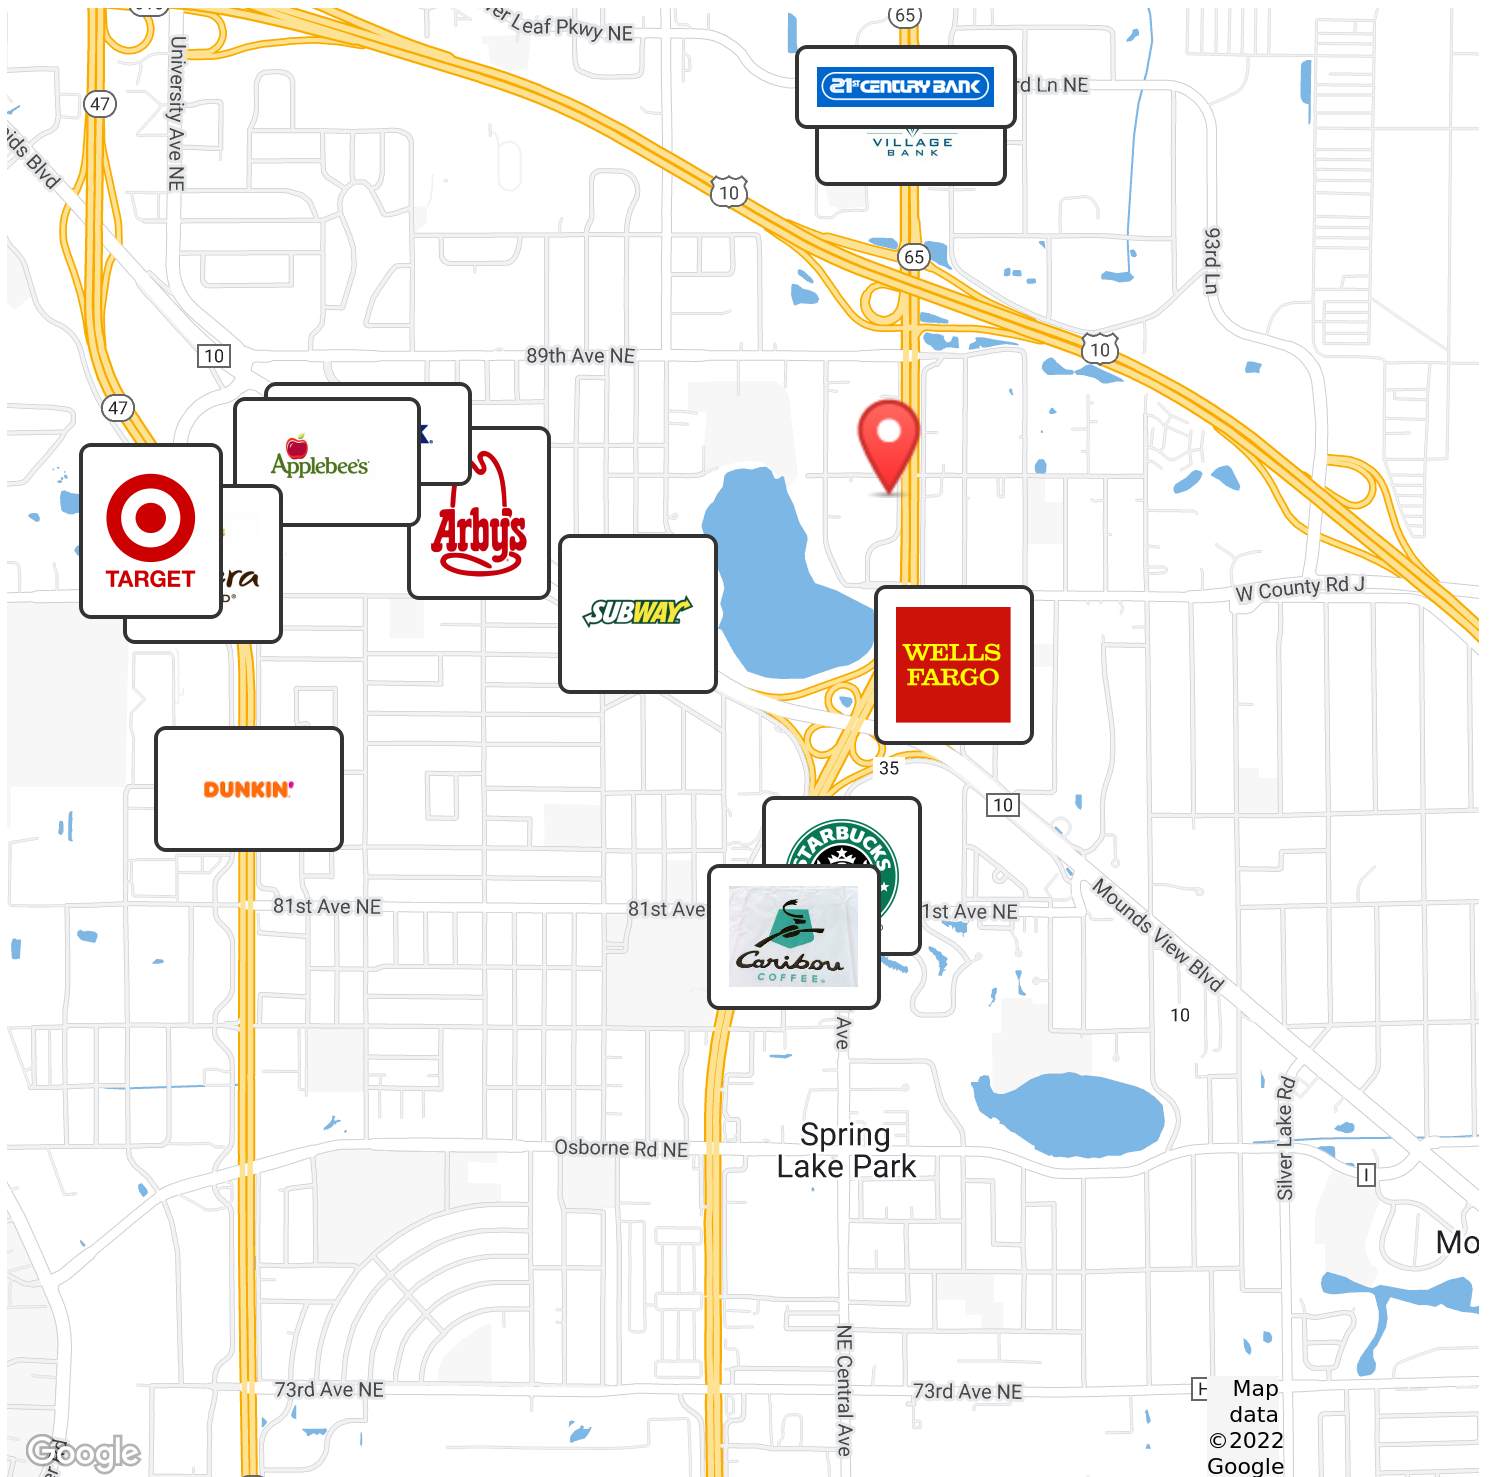 65
ver Leaf Pkwy NE
47
University Ave NE
21ST CENTURY BANK
rd Ln NE
VILLAGE
BANK
ids Blvd
10
93rd Ln
65
10
89th Ave NE
10
47
Applebee's
K®
TARGET
era
P®
Arby's
SUBWAY
W County Rd J
WELLS
FARGO
35
10
DUNKIN'
STARBUCKS
81st Ave NE
81st Ave
1st Ave NE
Mounds View Blvd
Caribou
COFFEE
Ave
10
Silver Lake Rd
Spring
Lake Park
Osborne Rd NE
I
Mo
NE Central Ave
73rd Ave NE
73rd Ave NE
H
Map
data
©2022
Google
Google